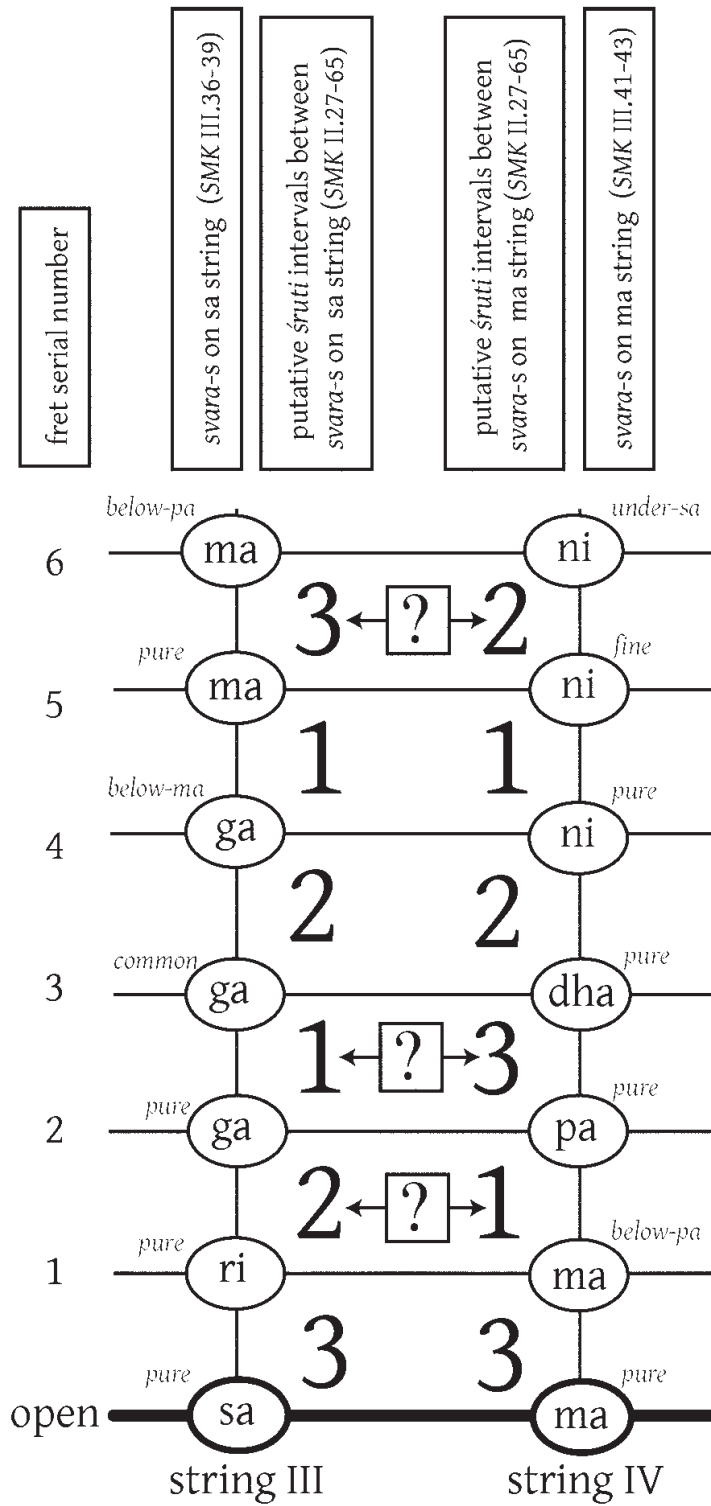 fret serial number
svara-s on sa string (SMK III.36-39)
putative śruti intervals between
svara-s on sa string (SMK II.27-65)
putative śruti intervals between
svara-s on ma string (SMK II.27-65)
svara-s on ma string (SMK III.41-43)
below-pa under-sa
6 ma ni
3 ? 2
pure fine
5 ma ni
1 1
below-ma pure
4 ga ni
2 2
common pure
3 ga dha
1 ? 3
pure pure
2 ga pa
2 ? 1
pure below-pa
1 ri ma
3 3
pure pure
open sa ma
string III string IV